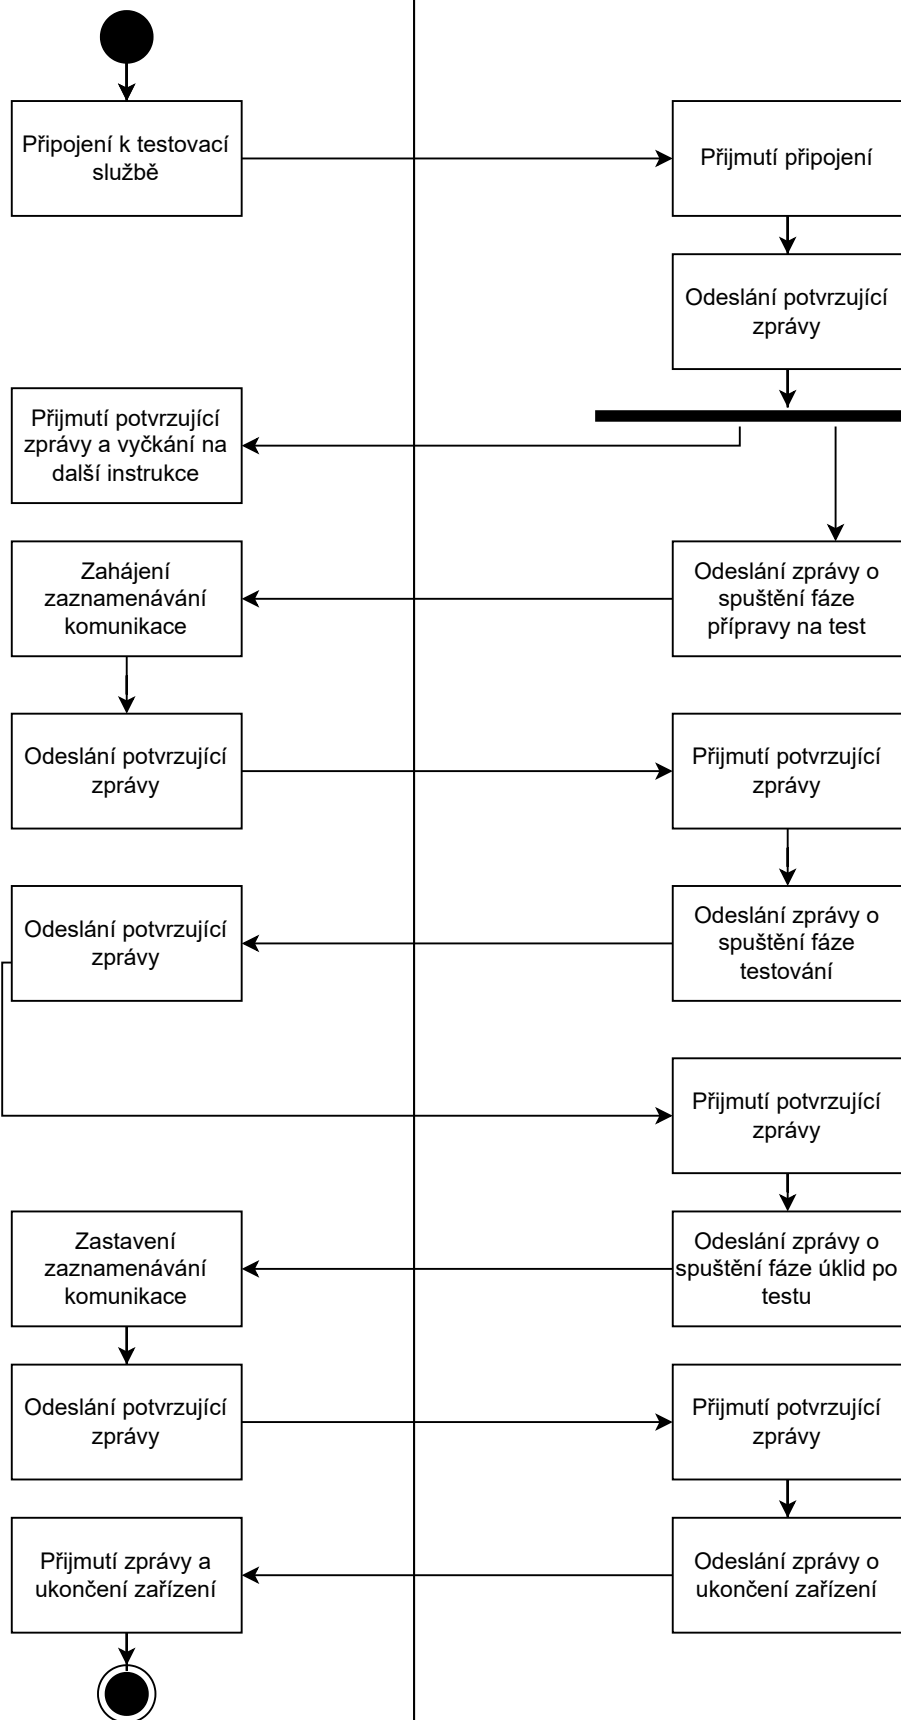 Připojení k testovací
službě
Přijmutí připojení
Odeslání potvrzující
zprávy
Přijmutí potvrzující
zprávy a vyčkání na
další instrukce
Zahájení
zaznamenávání
komunikace
Odeslání zprávy o
spuštění fáze
přípravy na test
Odeslání potvrzující
zprávy
Přijmutí potvrzující
zprávy
Odeslání potvrzující
zprávy
Odeslání zprávy o
spuštění fáze
testování
Přijmutí potvrzující
zprávy
Zastavení
zaznamenávání
komunikace
Odeslání zprávy o
spuštění fáze úklid po
testu
Odeslání potvrzující
zprávy
Přijmutí potvrzující
zprávy
Přijmutí zprávy a
ukončení zařízení
Odeslání zprávy o
ukončení zařízení